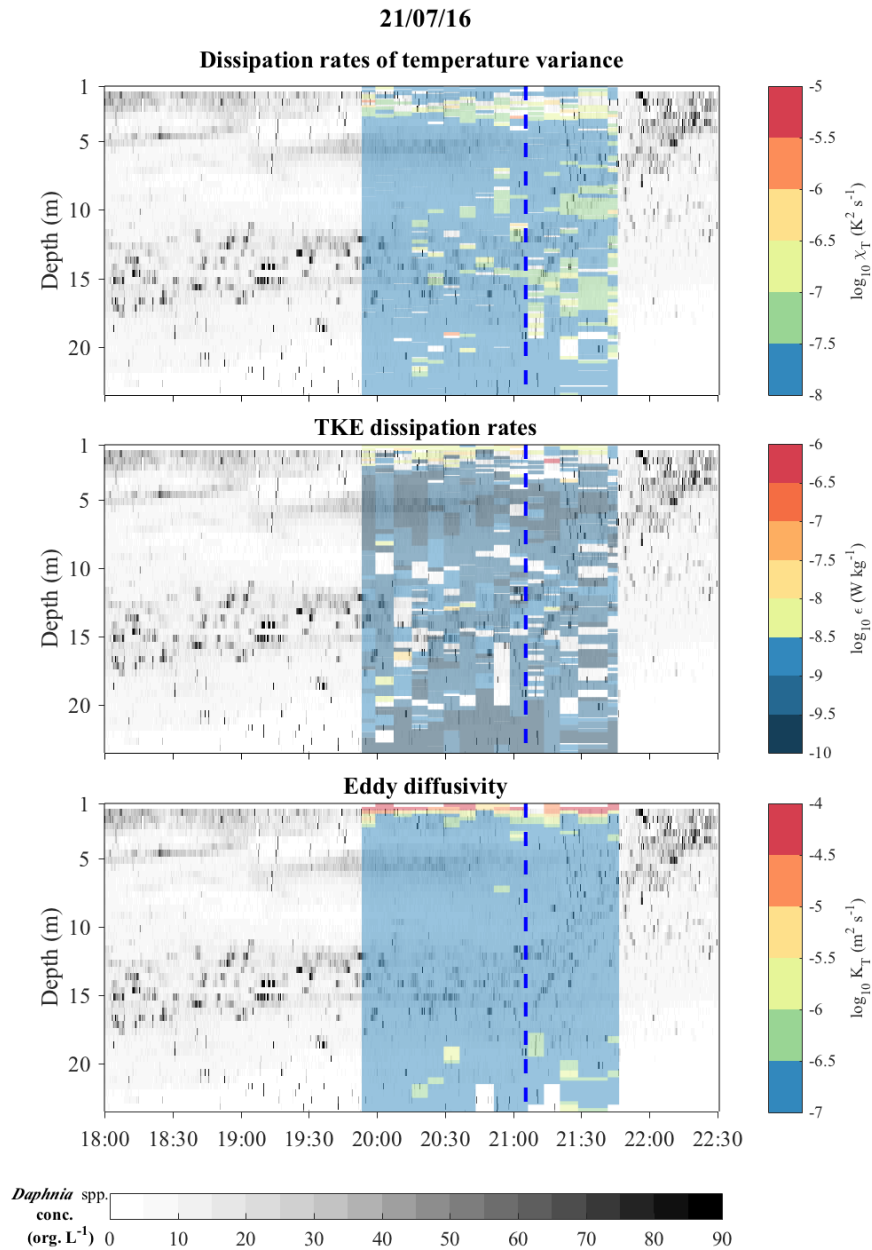 21/07/16
Dissipation rates of temperature variance
1
5
10
15
20
Depth (m)
-5
-5.5
-6
-6.5
-7
-7.5
-8
log10 χT (K2 s-1)
TKE dissipation rates
1
5
10
15
20
Depth (m)
-6
-6.5
-7
-7.5
-8
-8.5
-9
-9.5
-10
log10 ϵ (W kg-1)
Eddy diffusivity
1
5
10
15
20
Depth (m)
-4
-4.5
-5
-5.5
-6
-6.5
-7
log10 KT (m2 s-1)
18:00 18:30 19:00 19:30 20:00 20:30 21:00 21:30 22:00 22:30
Daphnia spp.
conc.
(org. L-1)
0 10 20 30 40 50 60 70 80 90